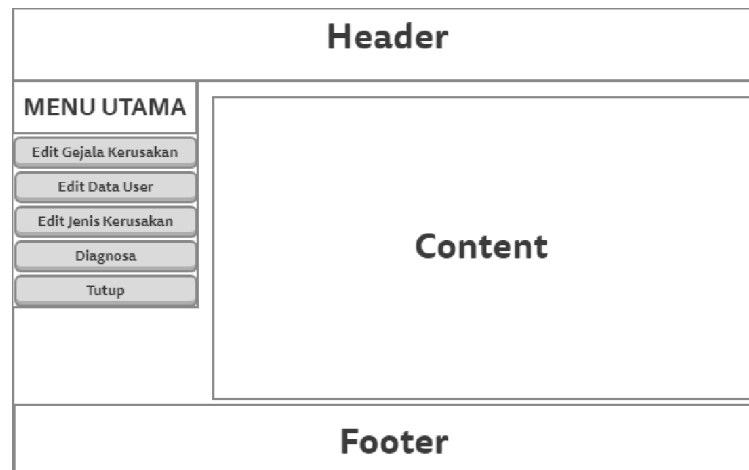 Header
MENU UTAMA
Edit Gejala Kerusakan
Edit Data User
Edit Jenis Kerusakan
Diagnosa
Tutup
Content
Footer